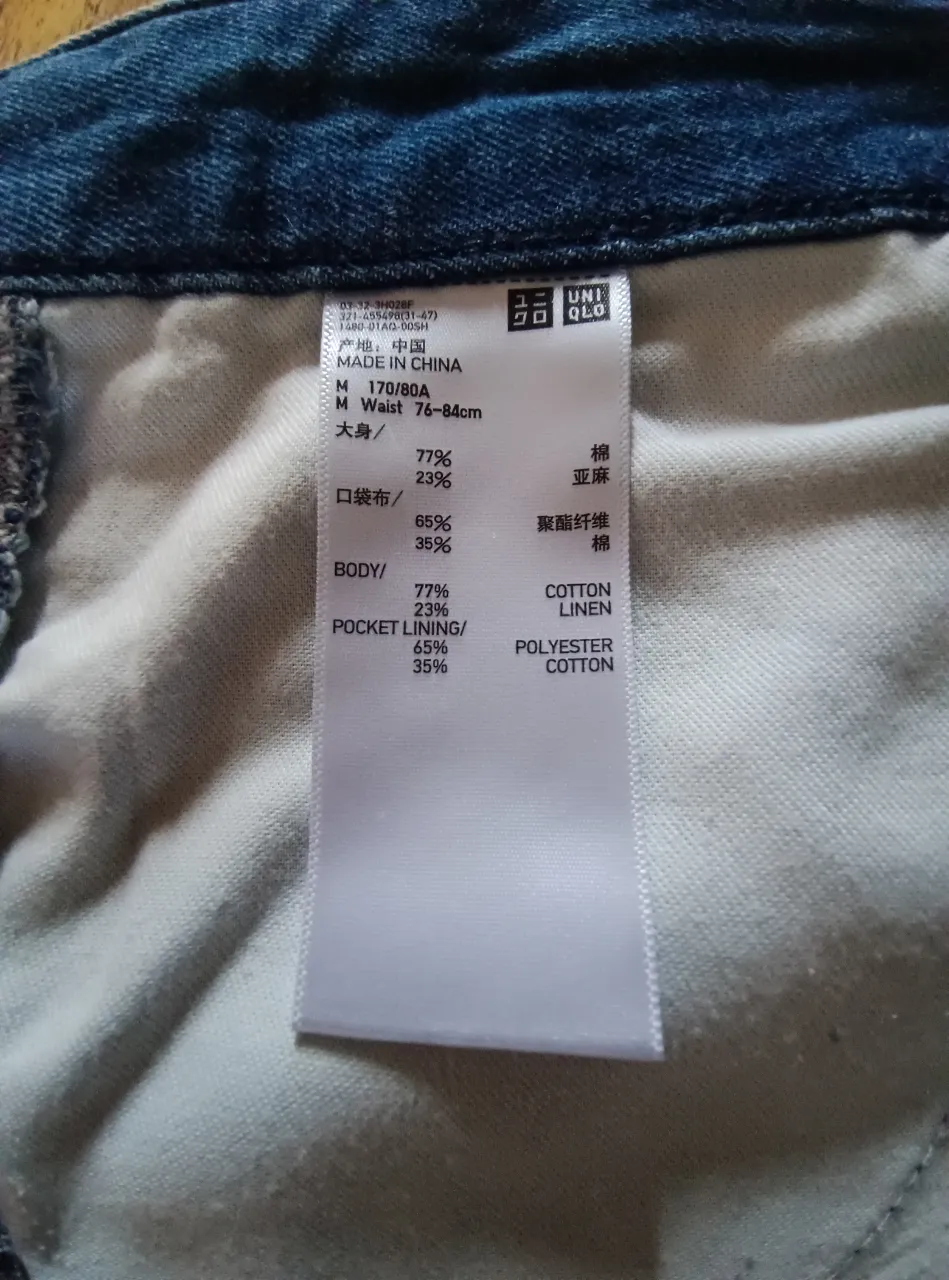 03-32-3H028F
321-455498(31-47)
1480-01AQ-00SH
ユニ
クロ
UNI
QLO
产地：中国
MADE IN CHINA
M 170/80A
M Waist 76-84cm
大身/
77% 棉
23% 亚麻
口袋布/
65% 聚酯纤维
35% 棉
BODY/
77% COTTON
23% LINEN
POCKET LINING/
65% POLYESTER
35% COTTON